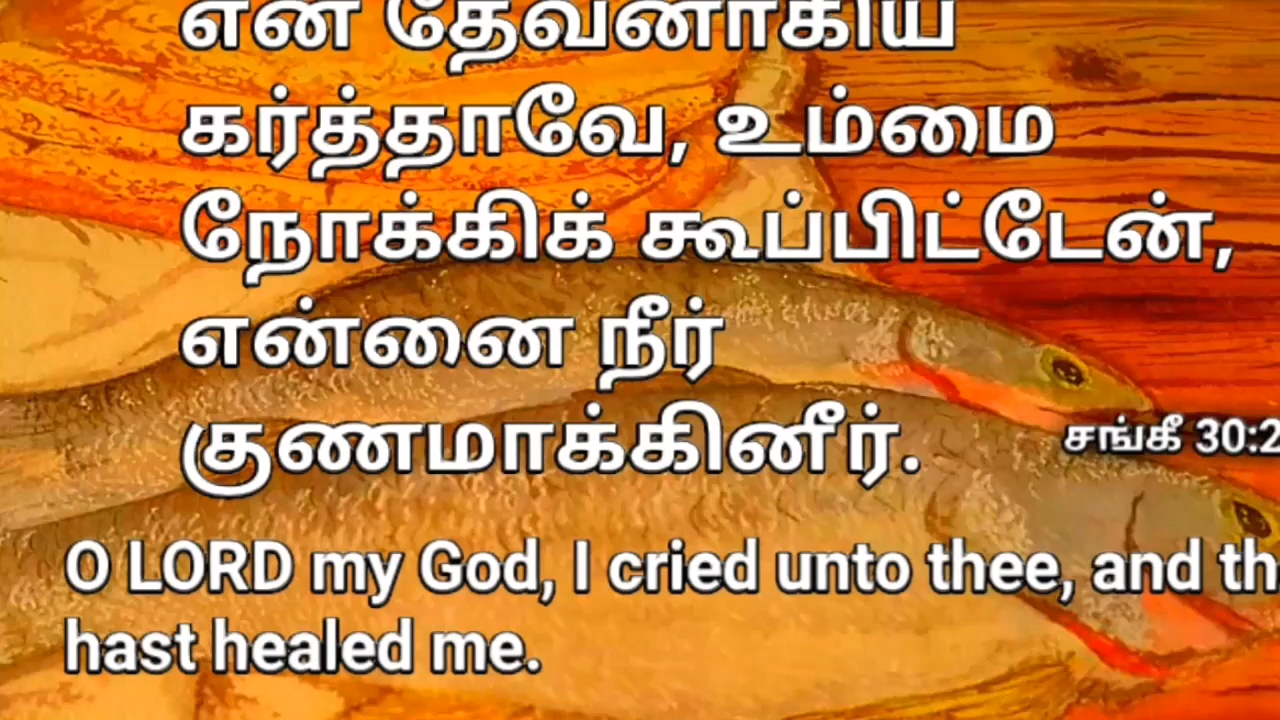 என் தேவனாகிய
கர்த்தாவே, உம்மை
நோக்கிக் கூப்பிட்டேன்,
என்னை நீர்
குணமாக்கினீர்.
சங்கீ 30:2
O LORD my God, I cried unto thee, and th
hast healed me.